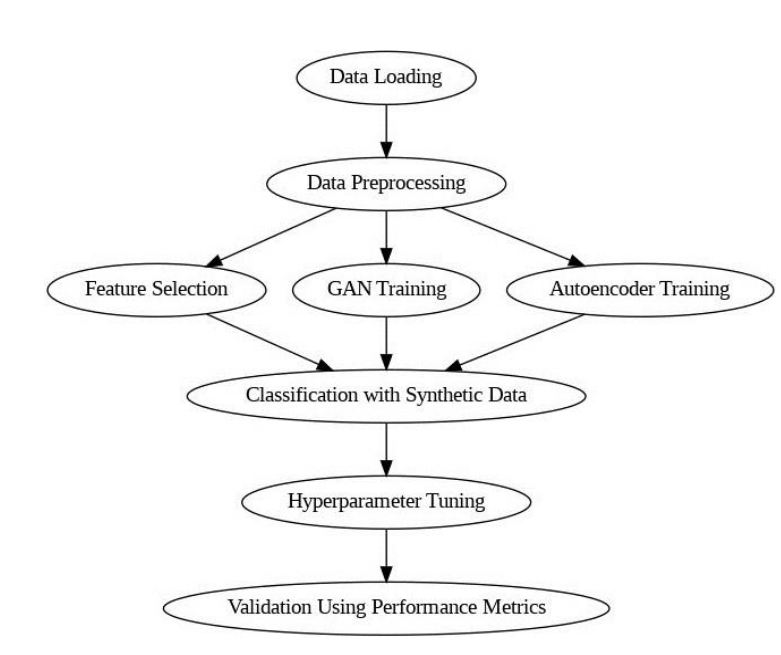 Data Loading
Data Preprocessing
Feature Selection
GAN Training
Autoencoder Training
Classification with Synthetic Data
Hyperparameter Tuning
Validation Using Performance Metrics